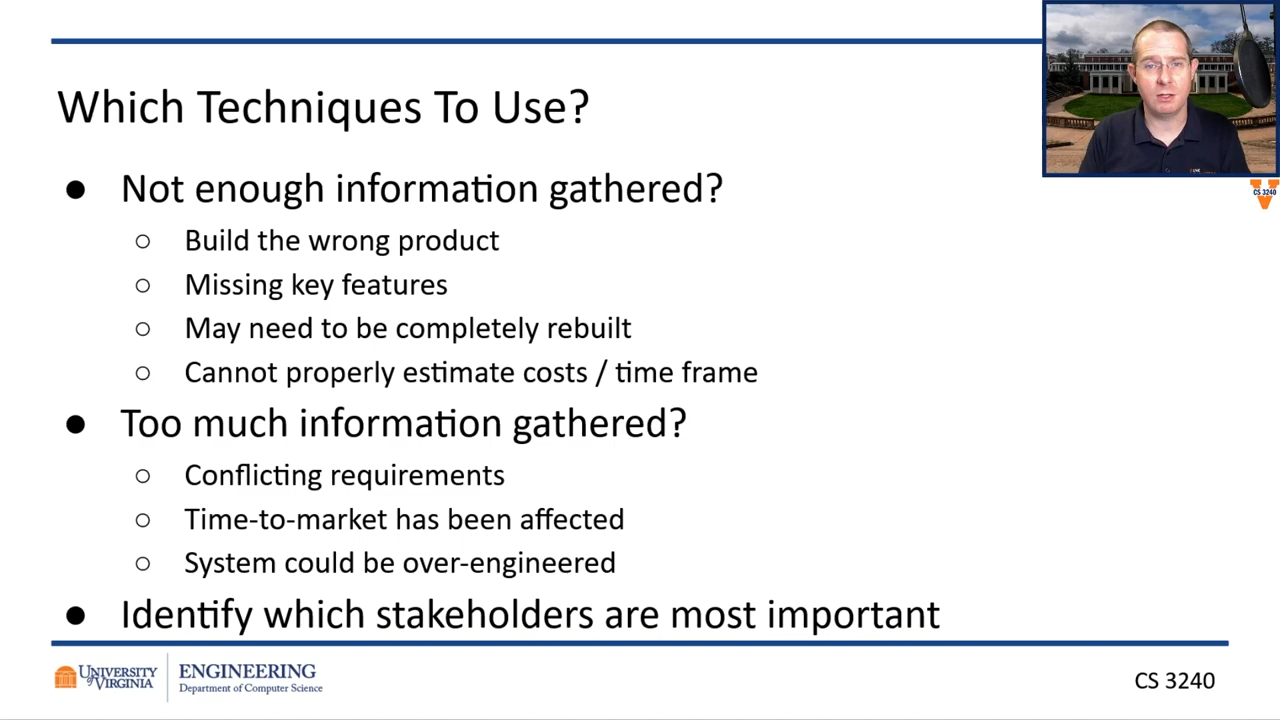 Which Techniques To Use?
● Not enough information gathered?
○ Build the wrong product
○ Missing key features
○ May need to be completely rebuilt
○ Cannot properly estimate costs / time frame
● Too much information gathered?
○ Conflicting requirements
○ Time-to-market has been affected
○ System could be over-engineered
● Identify which stakeholders are most important
CS 3240
UNIVERSITY of VIRGINIA
ENGINEERING
Department of Computer Science
CS 3240